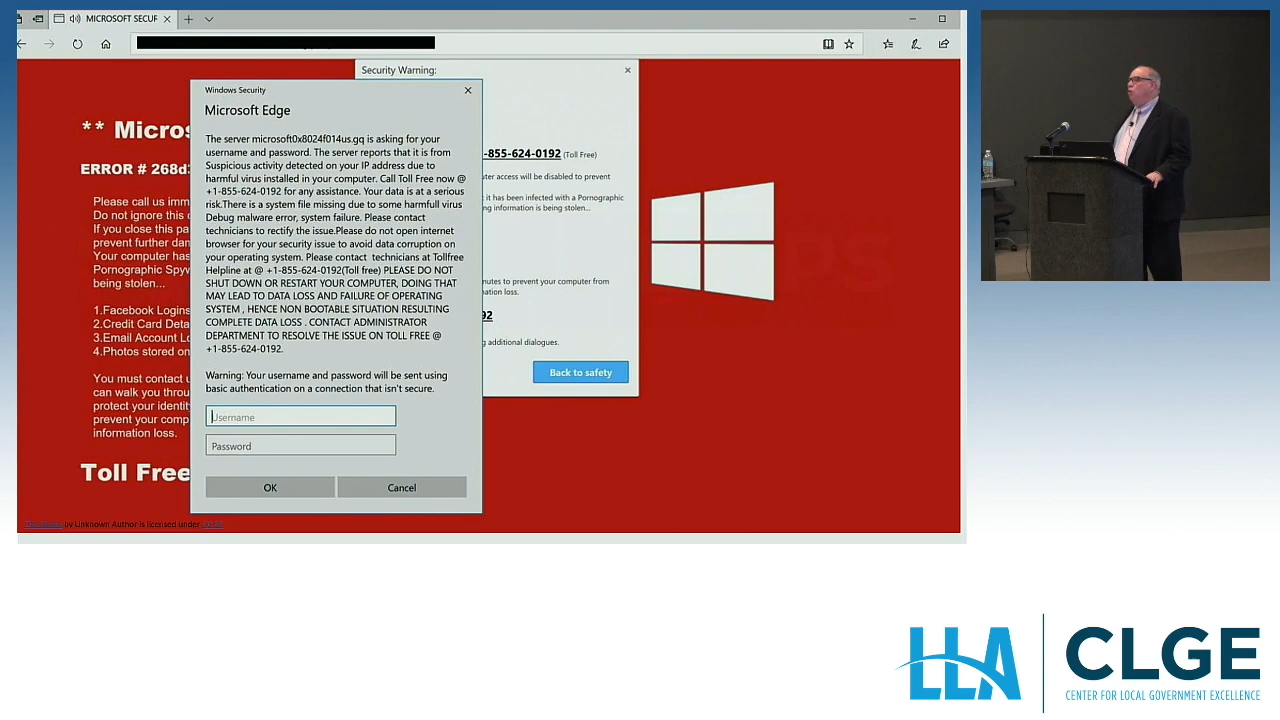 MICROSOFT SECUR
Security Warning:
Windows Security
Microsoft Edge
** Micros
ERROR # 268d3
Please call us imm
Do not ignore this c
If you close this pa
prevent further dam
Your computer has
Pornographic Spyw
being stolen...
1.Facebook Logins
2.Credit Card Deta
3.Email Account Lo
4.Photos stored on
You must contact u
can walk you throu
protect your identity
prevent your comp
information loss.
Toll Free
The server microsoft0x8024f014us.gq is asking for your
username and password. The server reports that it is from
Suspicious activity detected on your IP address due to
harmful virus installed in your computer. Call Toll Free now @
+1-855-624-0192 for any assistance. Your data is at a serious
risk.There is a system file missing due to some harmfull virus
Debug malware error, system failure. Please contact
technicians to rectify the issue.Please do not open internet
browser for your security issue to avoid data corruption on
your operating system. Please contact technicians at Tollfree
Helpline at @ +1-855-624-0192(Toll free) PLEASE DO NOT
SHUT DOWN OR RESTART YOUR COMPUTER, DOING THAT
MAY LEAD TO DATA LOSS AND FAILURE OF OPERATING
SYSTEM , HENCE NON BOOTABLE SITUATION RESULTING
COMPLETE DATA LOSS . CONTACT ADMINISTRATOR
DEPARTMENT TO RESOLVE THE ISSUE ON TOLL FREE @
+1-855-624-0192.
Warning: Your username and password will be sent using
basic authentication on a connection that isn't secure.
Username
Password
OK Cancel
-855-624-0192 (Toll Free)
ter access will be disabled to prevent
it has been infected with a Pornographic
ng information is being stolen...
nutes to prevent your computer from
ation loss.
92
g additional dialogues.
Back to safety
by Unknown Author is licensed under
LLA
CLGE
CENTER FOR LOCAL GOVERNMENT EXCELLENCE